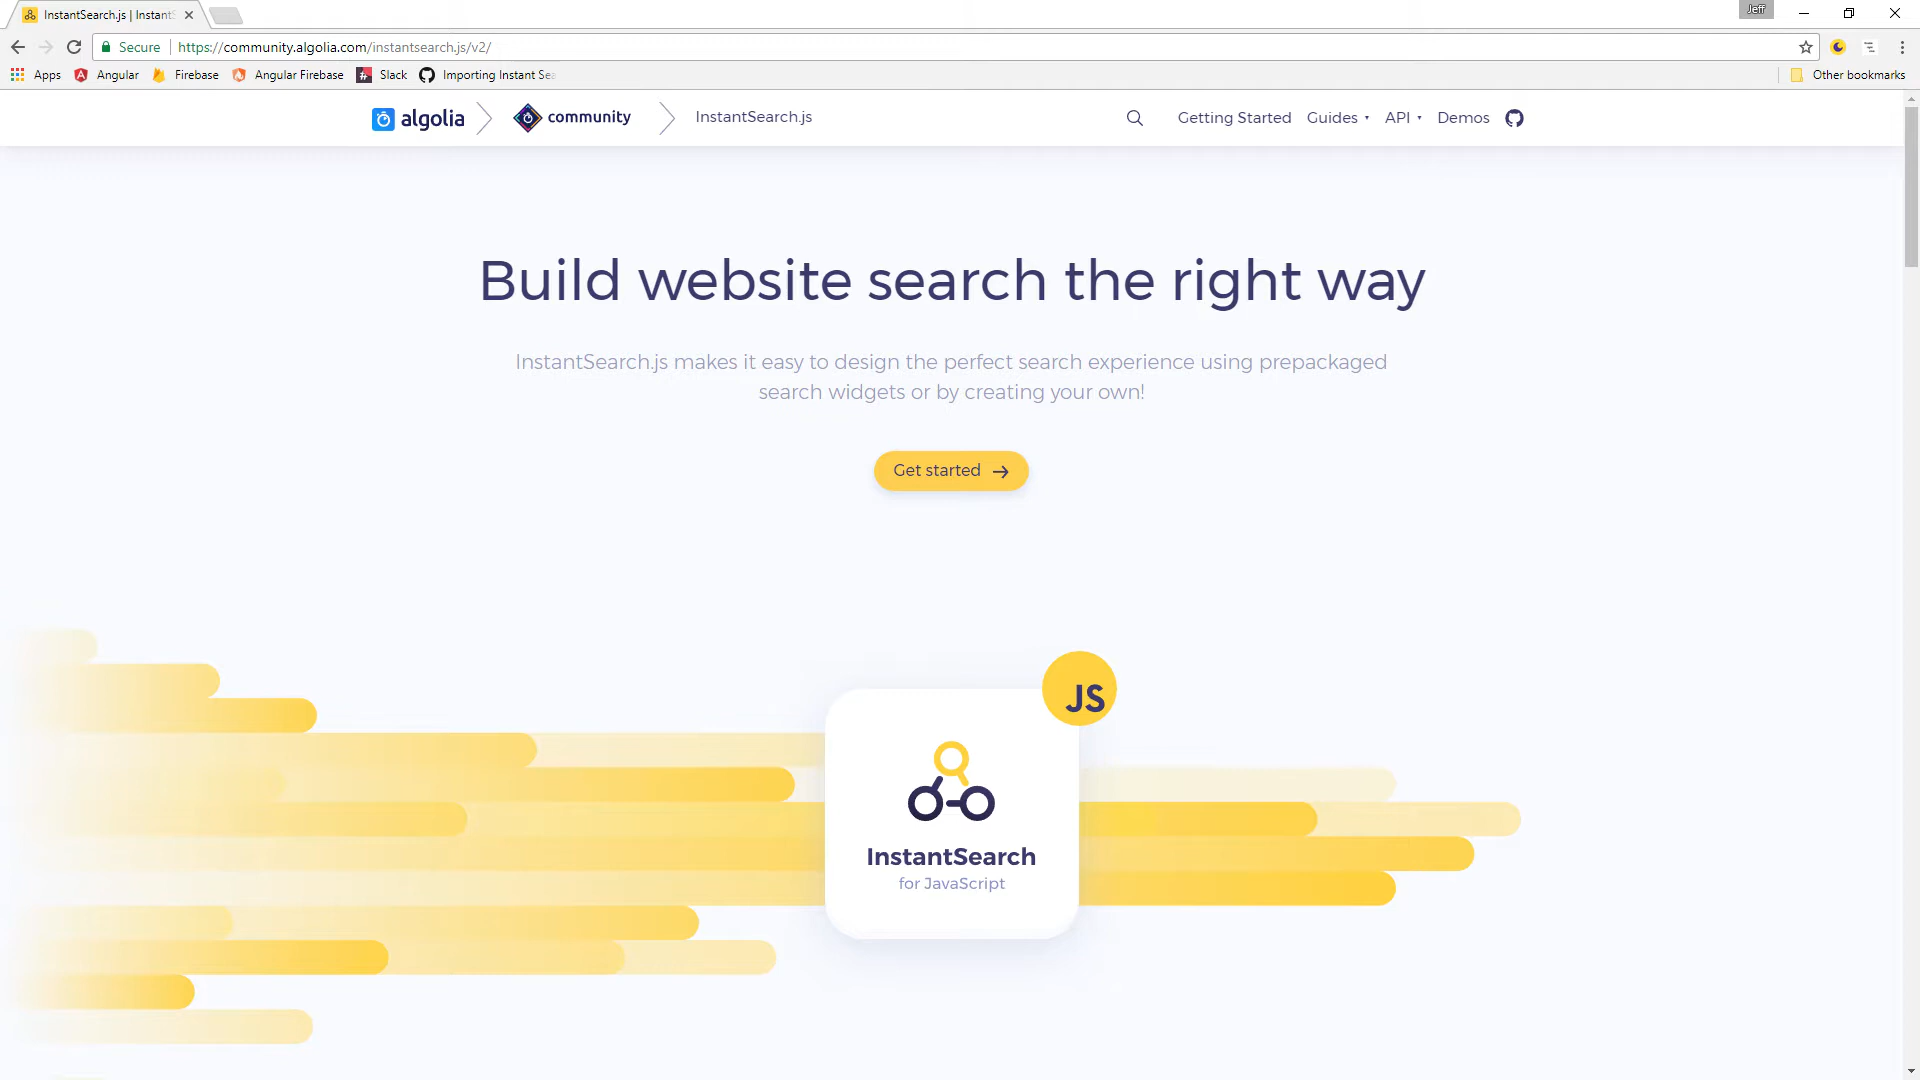 InstantSearch.js | Instant
Jeff
Secure
https://community.algolia.com/instantsearch.js/v2/
Apps
Angular
Firebase
Angular Firebase
Slack
Importing Instant Sea
Other bookmarks
algolia
community
InstantSearch.js
Getting Started
Guides
API
Demos
Build website search the right way
InstantSearch.js makes it easy to design the perfect search experience using prepackaged
search widgets or by creating your own!
Get started
JS
InstantSearch
for JavaScript